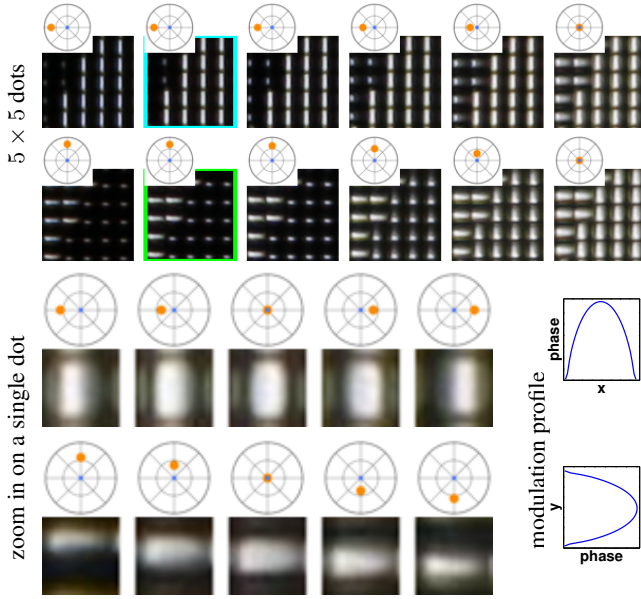 5 × 5 dots
zoom in on a single dot
modulation profile
phase
x
y
phase